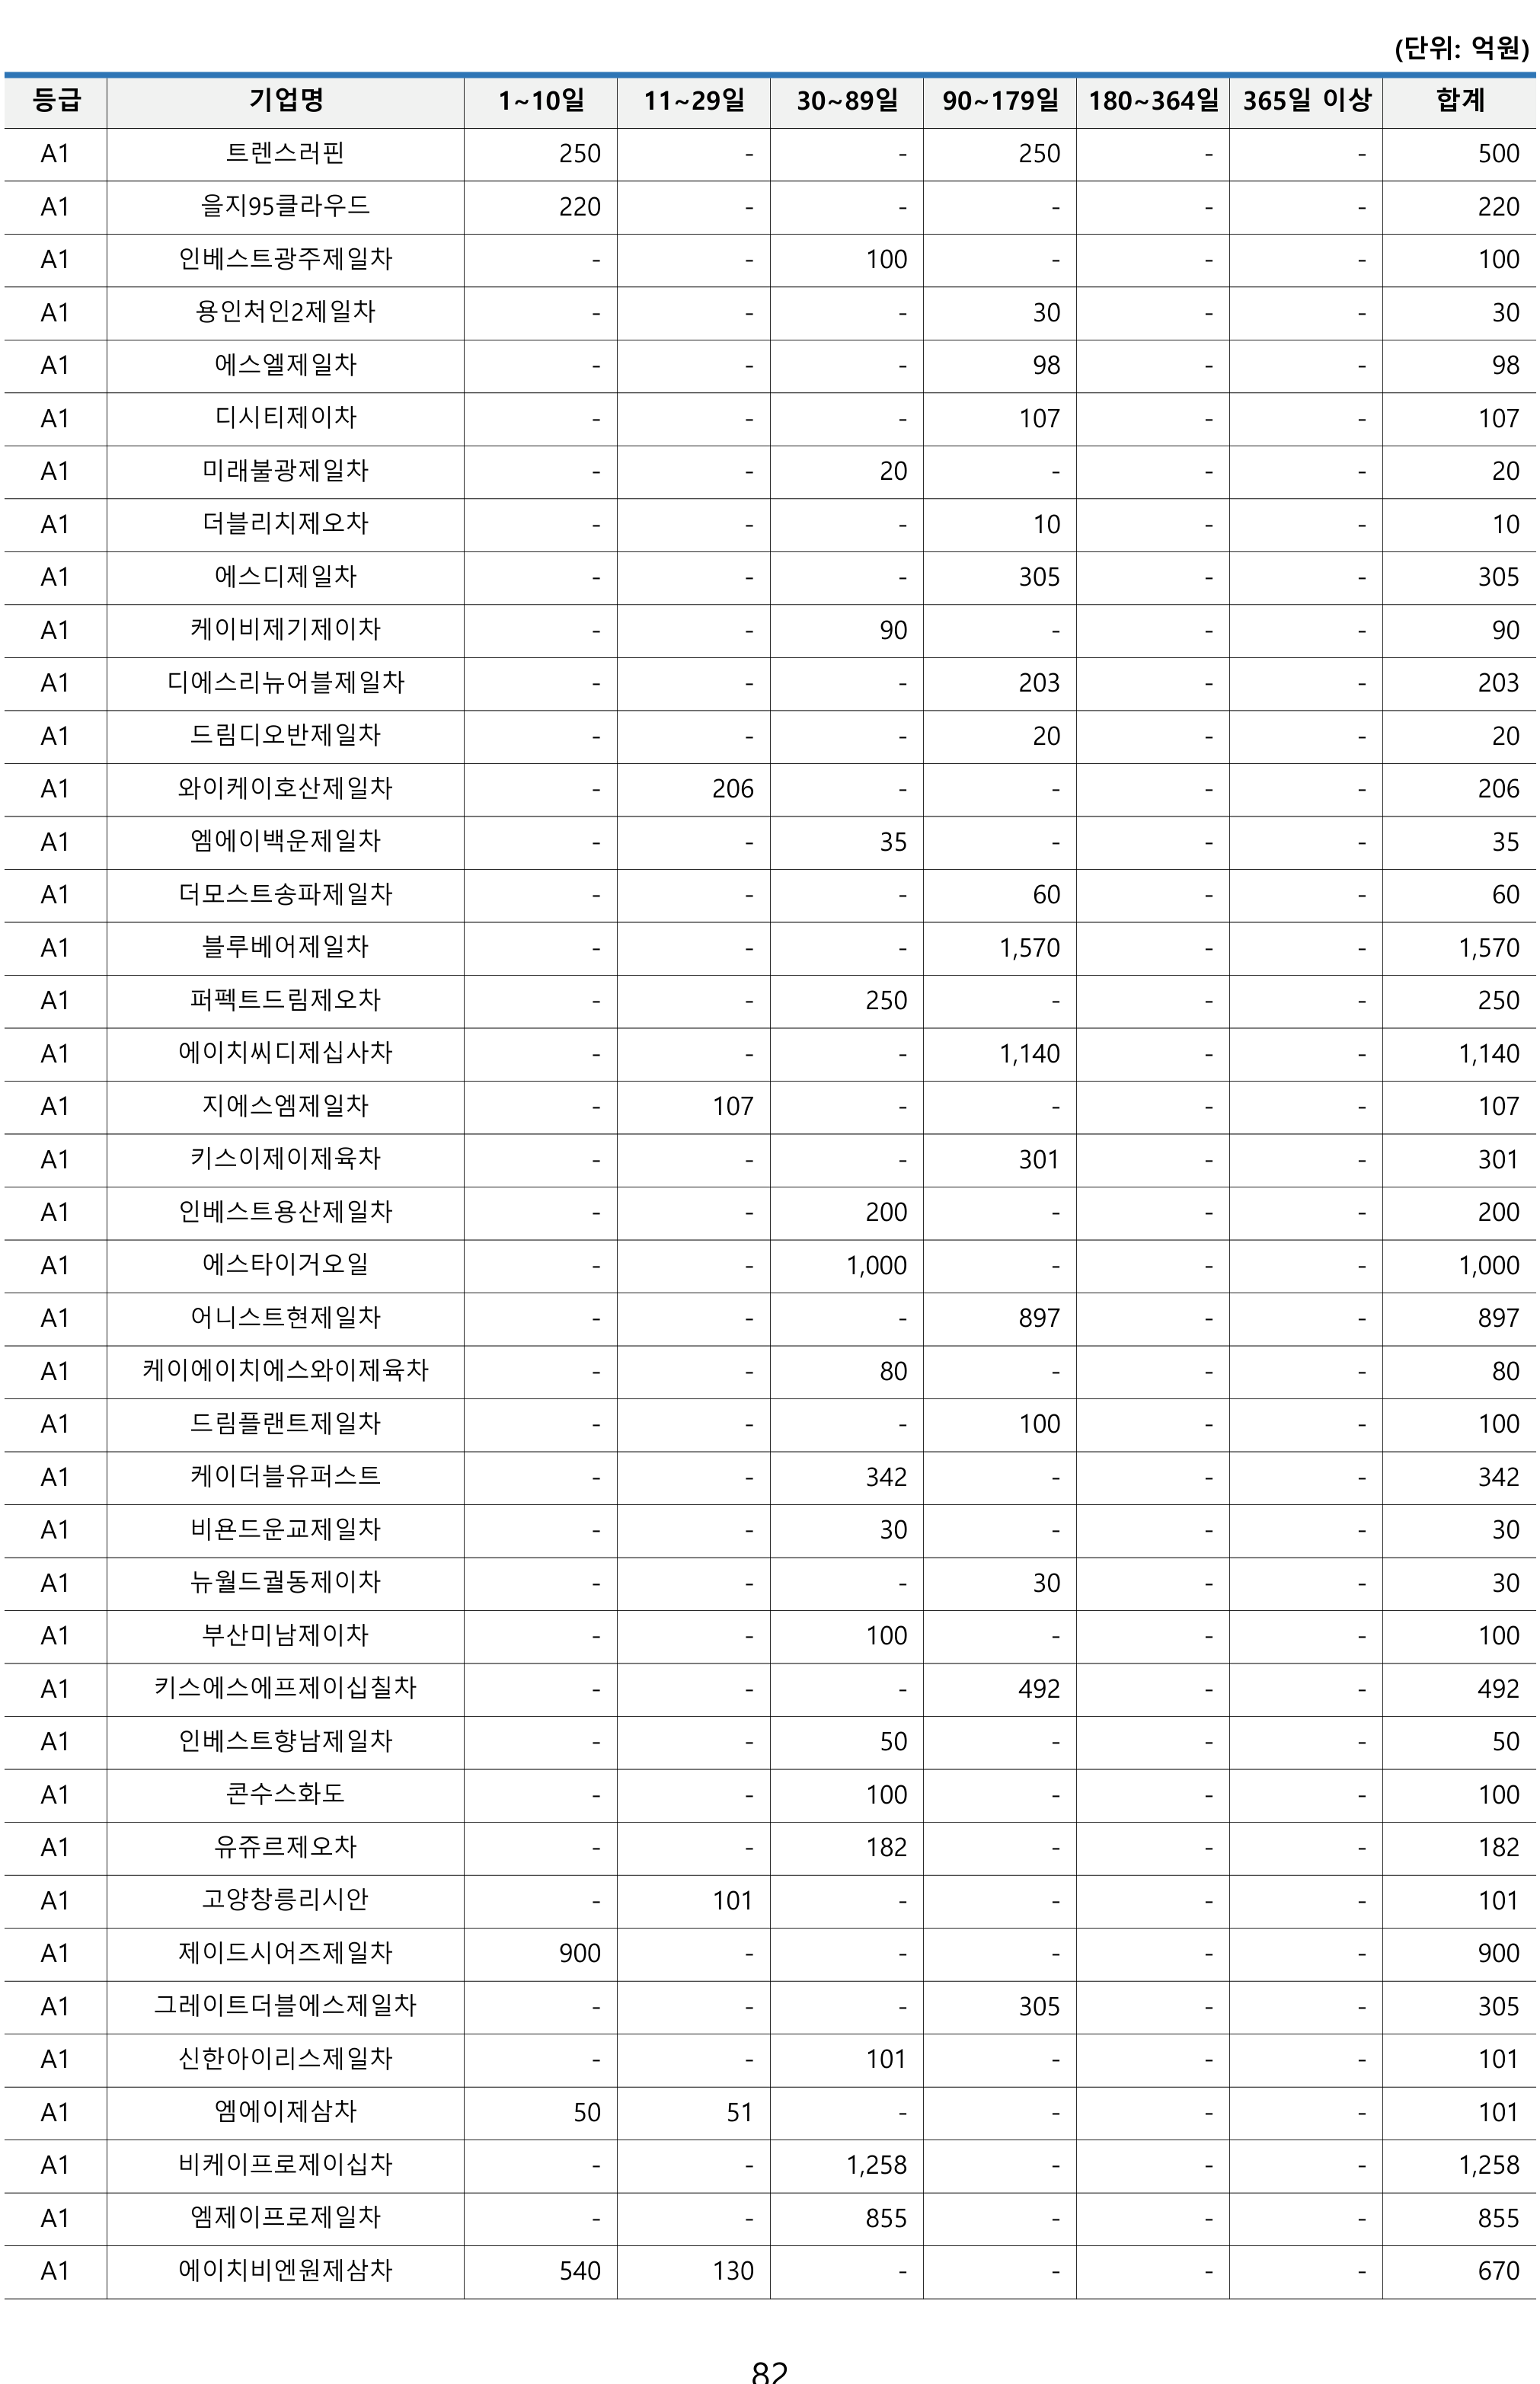 (단위: 억원)
등급 기업명 1~10일 11~29일 30~89일 90~179일 180~364일 365일 이상 합계
A1 트렌스러핀 250 - - 250 - - 500
A1 을지95클라우드 220 - - - - - 220
A1 인베스트광주제일차 - - 100 - - - 100
A1 용인처인2제일차 - - - 30 - - 30
A1 에스엘제일차 - - - 98 - - 98
A1 디시티제이차 - - - 107 - - 107
A1 미래불광제일차 - - 20 - - - 20
A1 더블리치제오차 - - - 10 - - 10
A1 에스디제일차 - - - 305 - - 305
A1 케이비제기제이차 - - 90 - - - 90
A1 디에스리뉴어블제일차 - - - 203 - - 203
A1 드림디오반제일차 - - - 20 - - 20
A1 와이케이호산제일차 - 206 - - - - 206
A1 엠에이백운제일차 - - 35 - - - 35
A1 더모스트송파제일차 - - - 60 - - 60
A1 블루베어제일차 - - - 1,570 - - 1,570
A1 퍼펙트드림제오차 - - 250 - - - 250
A1 에이치씨디제십사차 - - - 1,140 - - 1,140
A1 지에스엠제일차 - 107 - - - - 107
A1 키스이제이제육차 - - - 301 - - 301
A1 인베스트용산제일차 - - 200 - - - 200
A1 에스타이거오일 - - 1,000 - - - 1,000
A1 어니스트현제일차 - - - 897 - - 897
A1 케이에이치에스와이제육차 - - 80 - - - 80
A1 드림플랜트제일차 - - - 100 - - 100
A1 케이더블유퍼스트 - - 342 - - - 342
A1 비욘드운교제일차 - - 30 - - - 30
A1 뉴월드궐동제이차 - - - 30 - - 30
A1 부산미남제이차 - - 100 - - - 100
A1 키스에스에프제이십칠차 - - - 492 - - 492
A1 인베스트향남제일차 - - 50 - - - 50
A1 콘수스화도 - - 100 - - - 100
A1 유쥬르제오차 - - 182 - - - 182
A1 고양창릉리시안 - 101 - - - - 101
A1 제이드시어즈제일차 900 - - - - - 900
A1 그레이트더블에스제일차 - - - 305 - - 305
A1 신한아이리스제일차 - - 101 - - - 101
A1 엠에이제삼차 50 51 - - - - 101
A1 비케이프로제이십차 - - 1,258 - - - 1,258
A1 엠제이프로제일차 - - 855 - - - 855
A1 에이치비엔원제삼차 540 130 - - - - 670
82